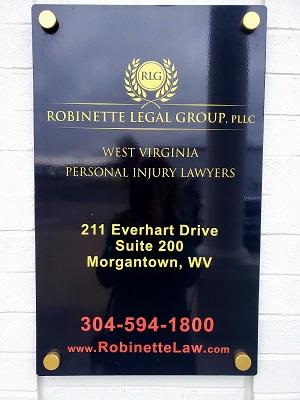 RLG
ROBINETTE LEGAL GROUP, PLLC
WEST VIRGINIA
PERSONAL INJURY LAWYERS
211 Everhart Drive
Suite 200
Morgantown, WV
304-594-1800
www.RobinetteLaw.com